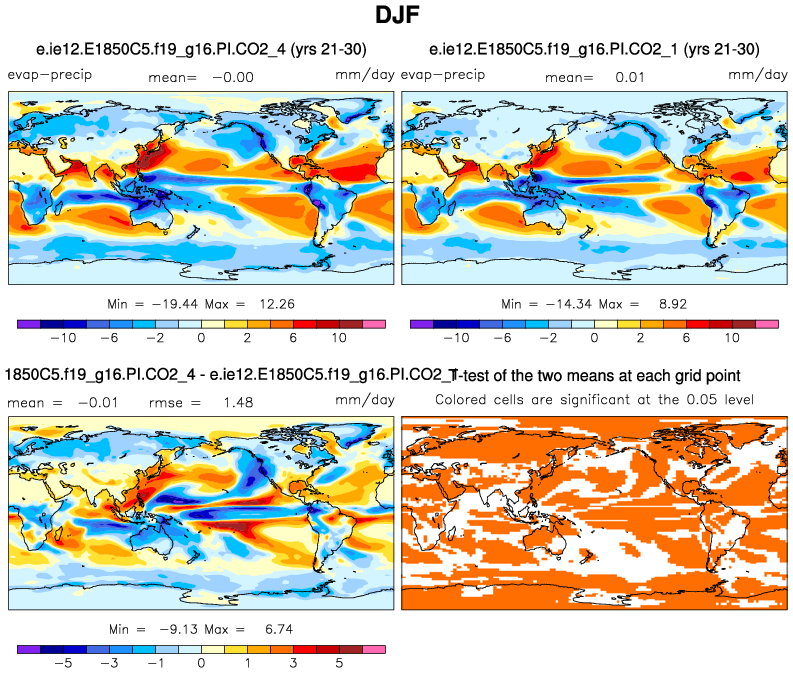 DJF
e.ie12.E1850C5.f19_g16.PI.CO2_4 (yrs 21-30)
evap-precip mean= -0.00 mm/day
Min = -19.44 Max = 12.26
-10 -6 -2 0 2 6 10
e.ie12.E1850C5.f19_g16.PI.CO2_1 (yrs 21-30)
evap-precip mean= 0.01 mm/day
Min = -14.34 Max = 8.92
-10 -6 -2 0 2 6 10
1850C5.f19_g16.PI.CO2_4 - e.ie12.E1850C5.f19_g16.PI.CO2_1
mean = -0.01 rmse = 1.48 mm/day
Min = -9.13 Max = 6.74
-5 -3 -1 0 1 3 5
T-test of the two means at each grid point
Colored cells are significant at the 0.05 level